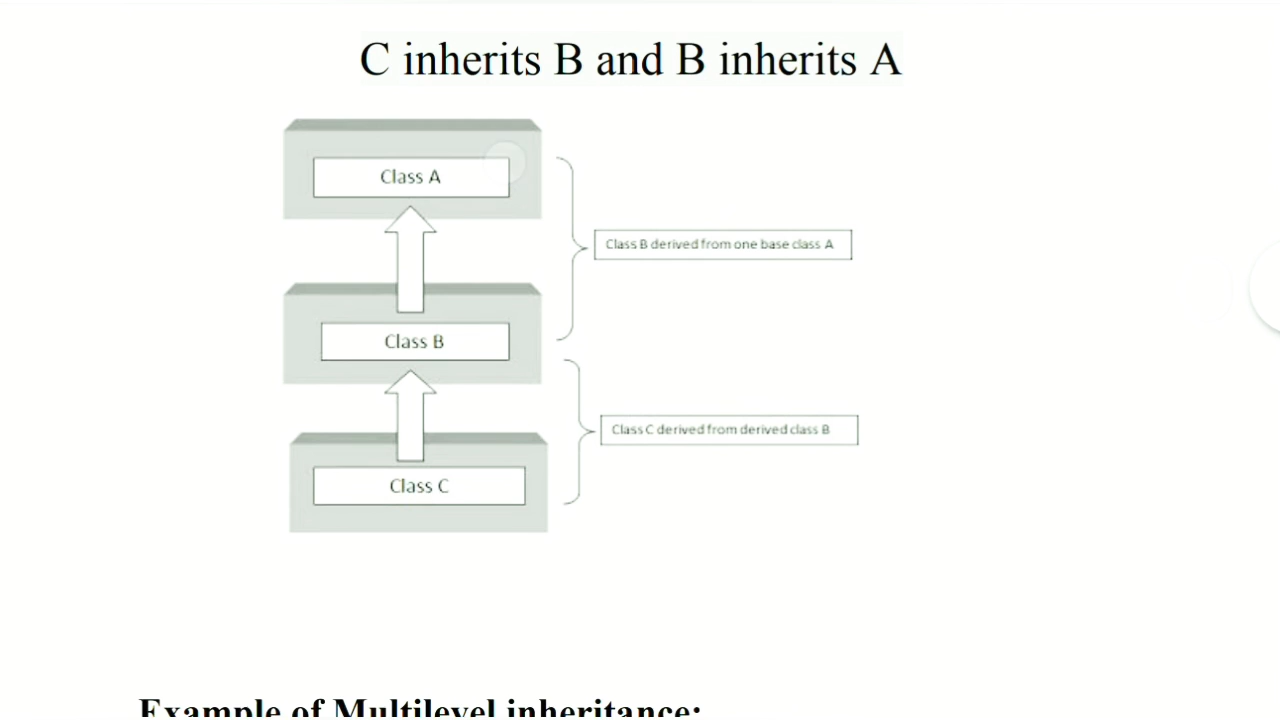 C inherits B and B inherits A
Class A
Class B derived from one base class A
Class B
Class C derived from derived class B
Class C
Example of Multilevel inheritance: